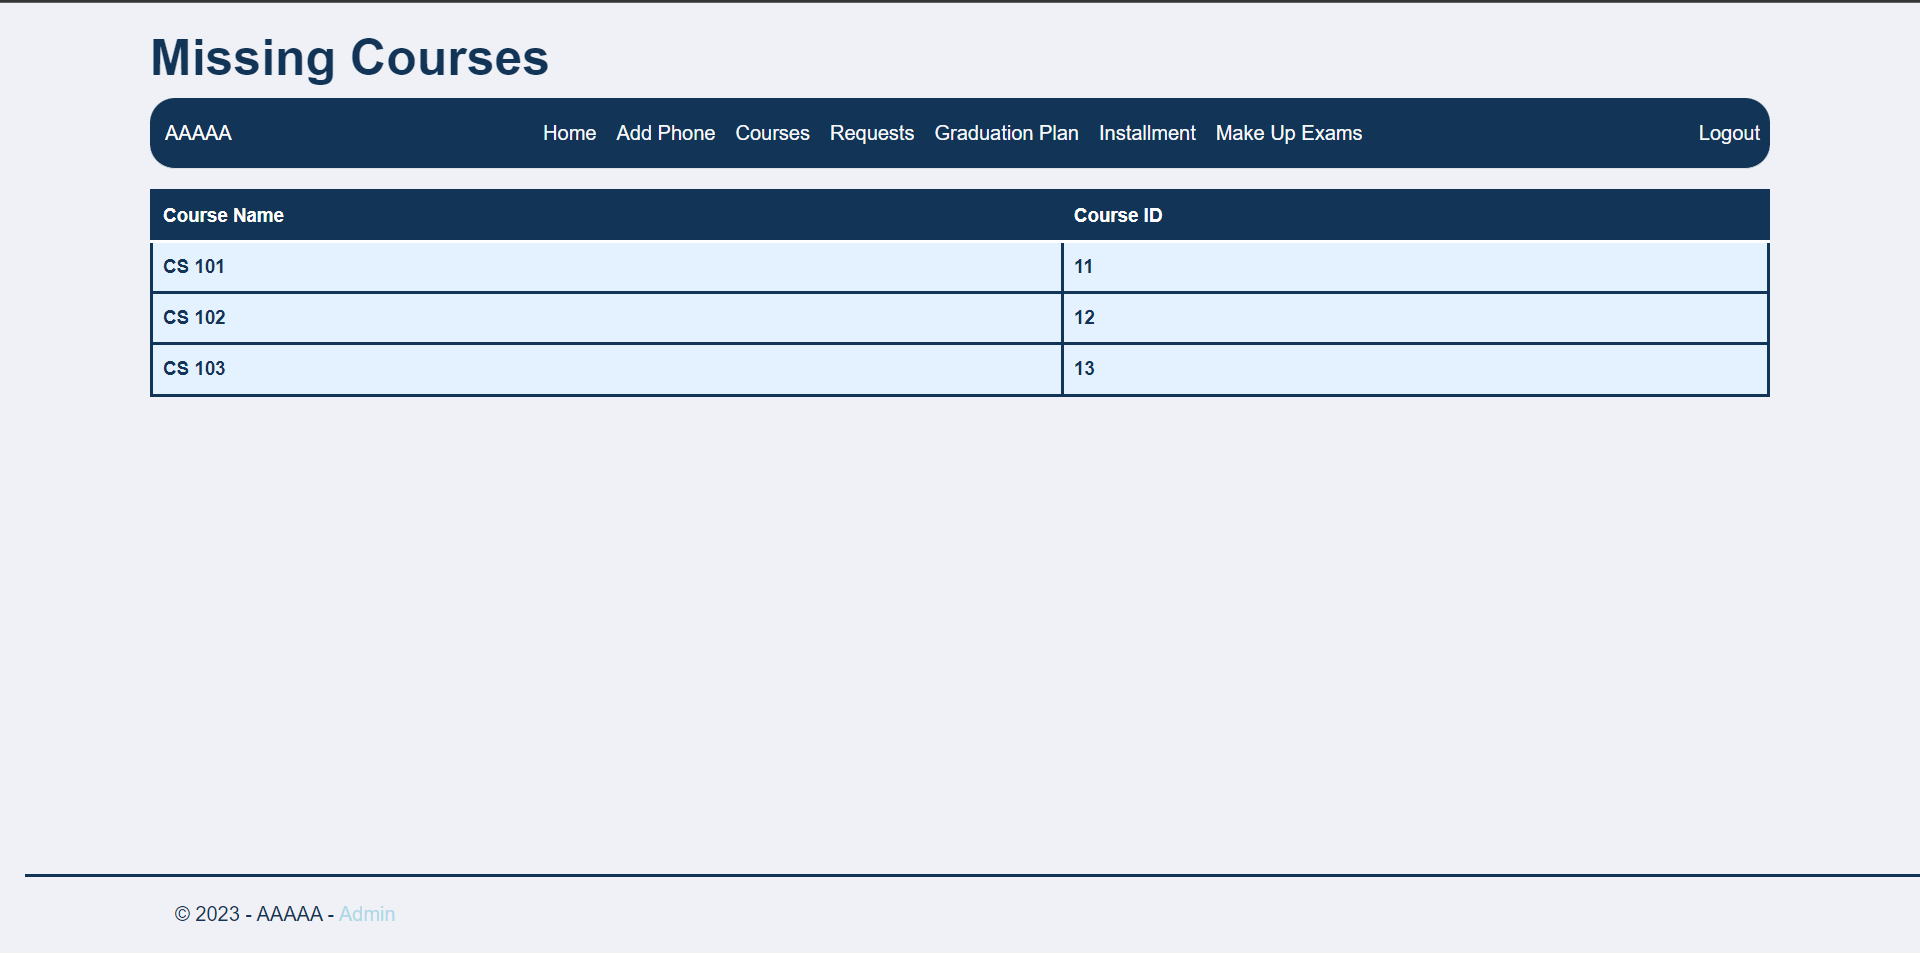 Missing Courses
AAAAA Home Add Phone Courses Requests Graduation Plan Installment Make Up Exams Logout
Course Name Course ID
CS 101 11
CS 102 12
CS 103 13
© 2023 - AAAAA - Admin